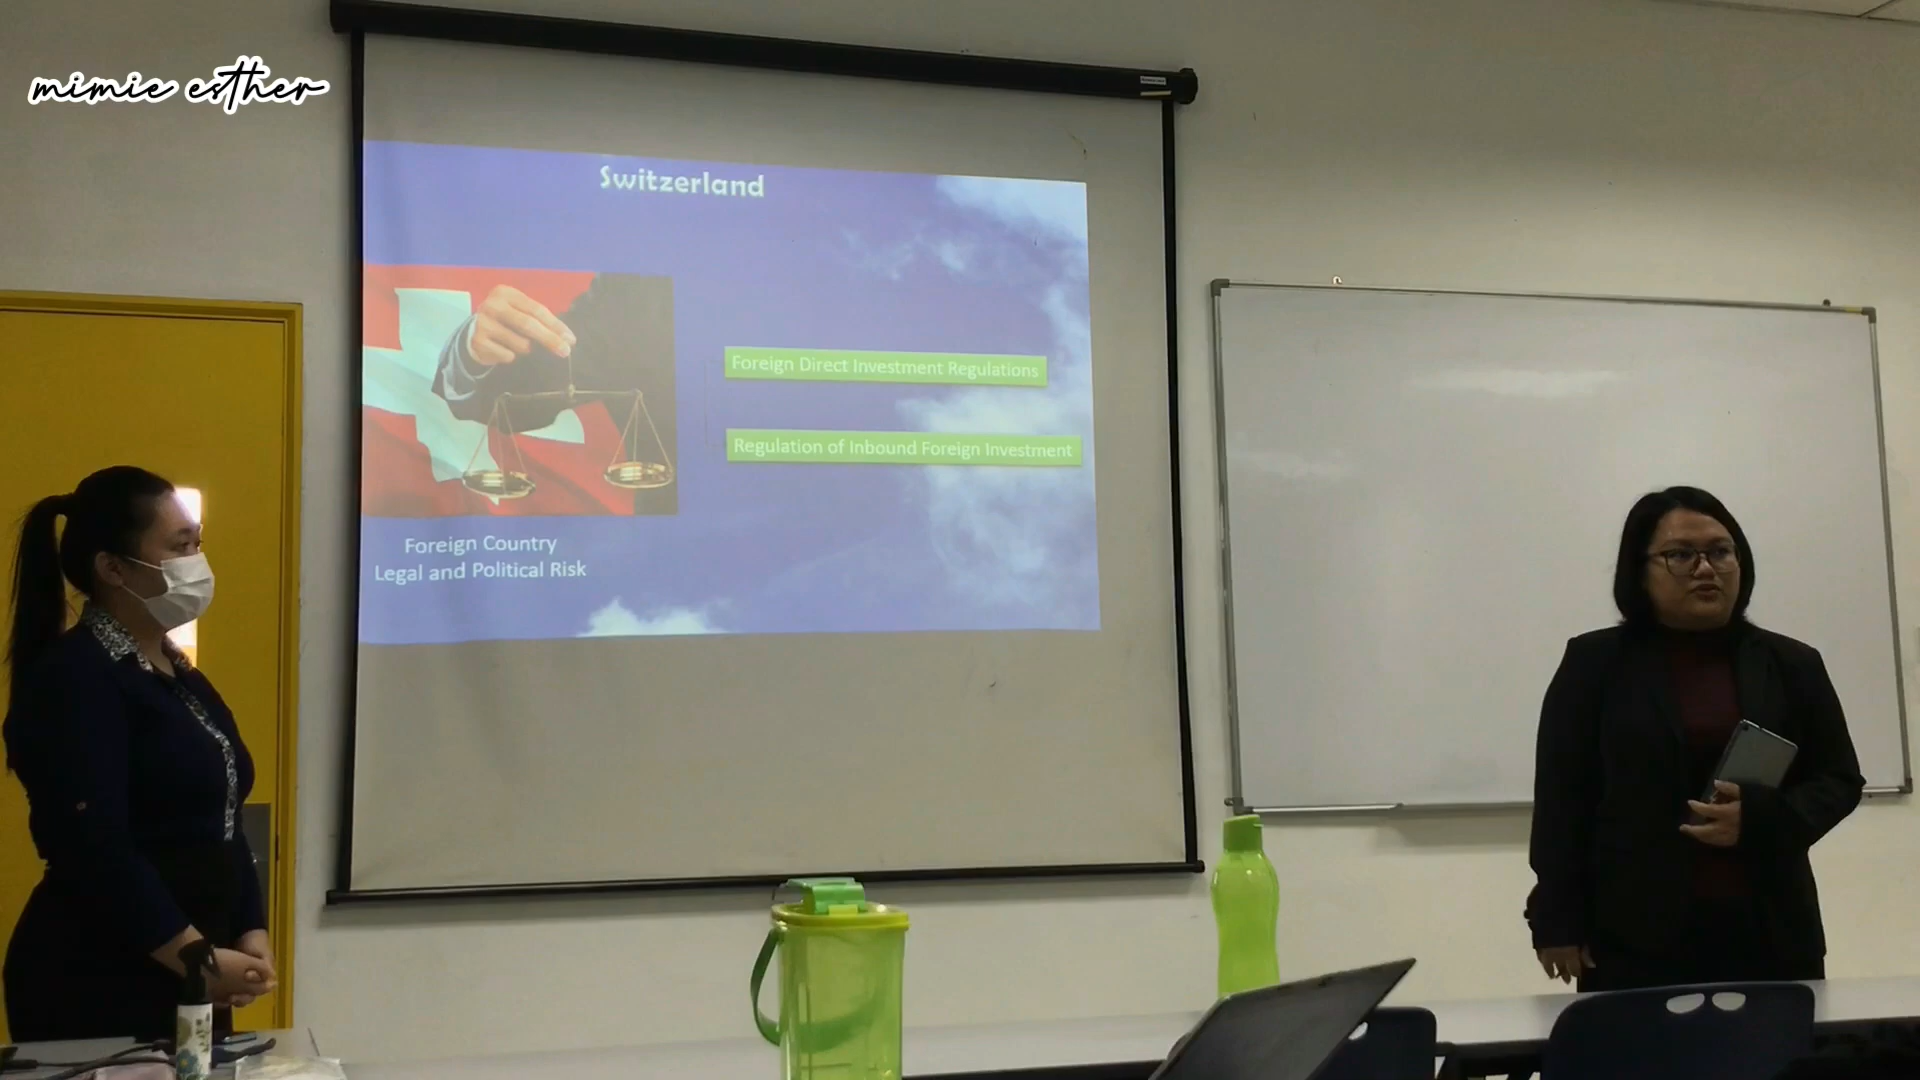 mimie esther
Switzerland
Foreign Direct Investment Regulations
Regulation of Inbound Foreign Investment
Foreign Country
Legal and Political Risk